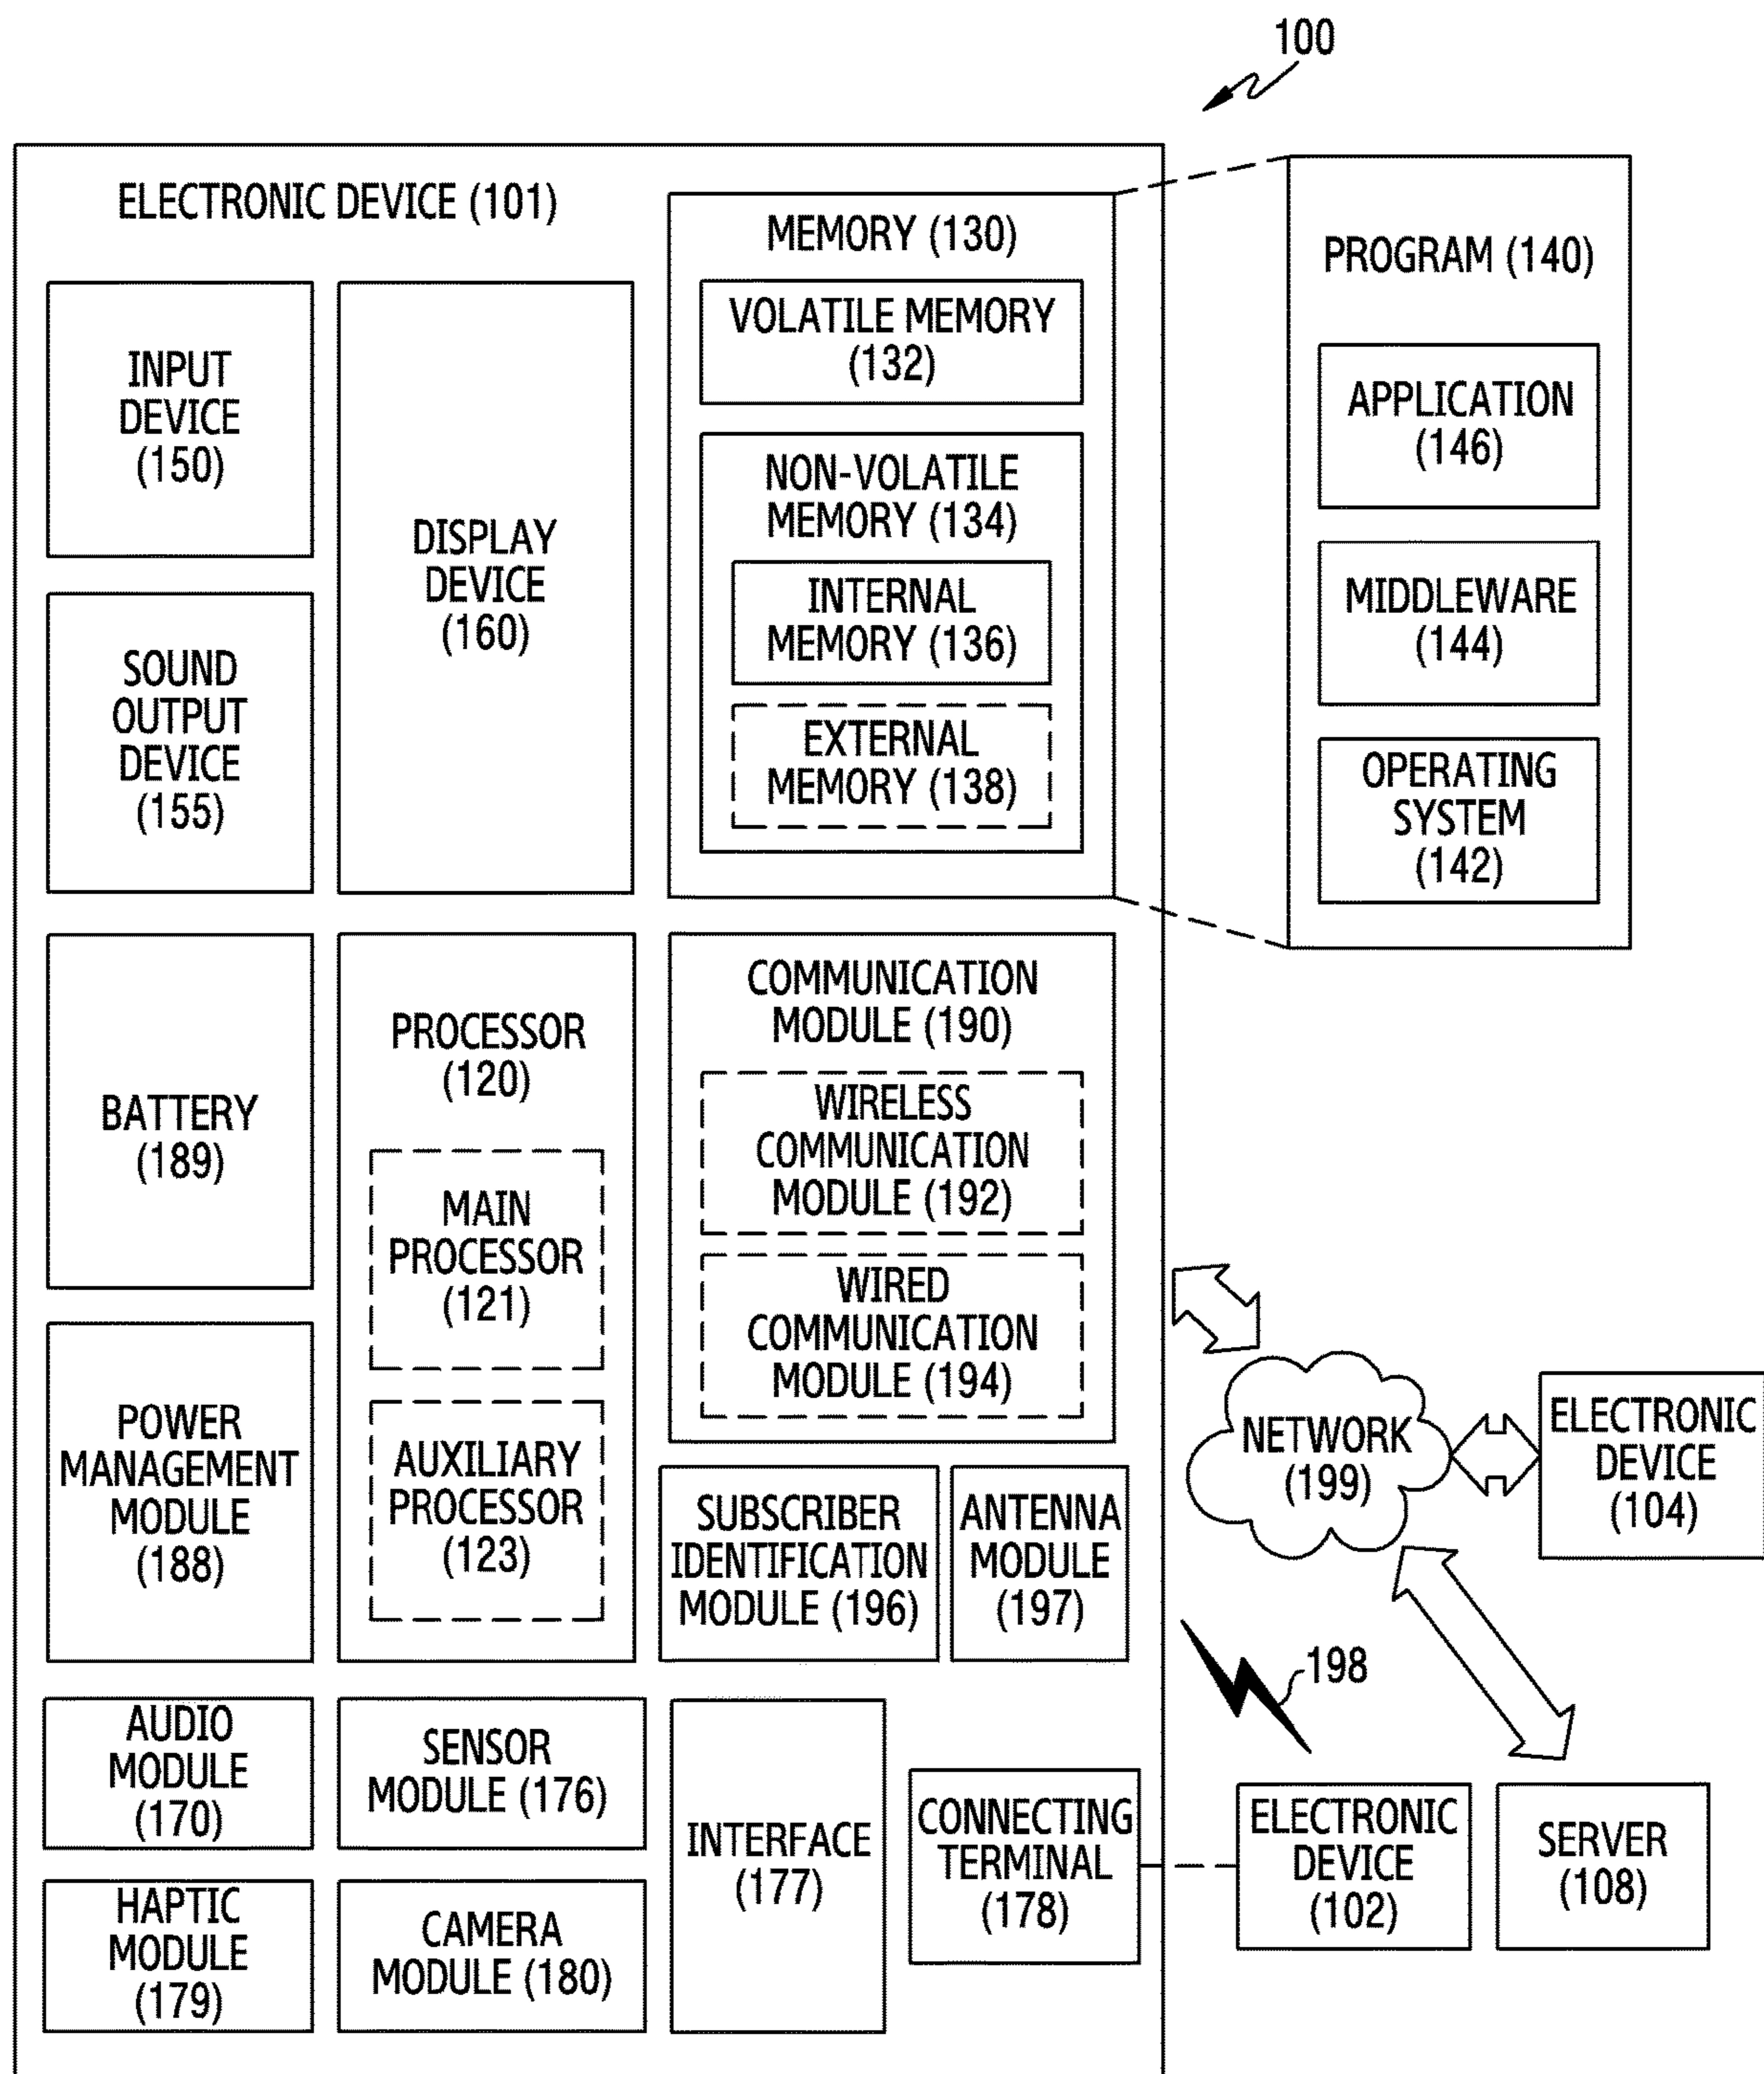 100
ELECTRONIC DEVICE (101)
INPUT
DEVICE
(150)
SOUND
OUTPUT
DEVICE
(155)
DISPLAY
DEVICE
(160)
MEMORY (130)
VOLATILE MEMORY
(132)
NON-VOLATILE
MEMORY (134)
INTERNAL
MEMORY (136)
EXTERNAL
MEMORY (138)
PROGRAM (140)
APPLICATION
(146)
MIDDLEWARE
(144)
OPERATING
SYSTEM
(142)
BATTERY
(189)
POWER
MANAGEMENT
MODULE
(188)
PROCESSOR
(120)
MAIN
PROCESSOR
(121)
AUXILIARY
PROCESSOR
(123)
COMMUNICATION
MODULE (190)
WIRELESS
COMMUNICATION
MODULE (192)
WIRED
COMMUNICATION
MODULE (194)
SUBSCRIBER
IDENTIFICATION
MODULE (196)
ANTENNA
MODULE
(197)
NETWORK
(199)
ELECTRONIC
DEVICE
(104)
198
AUDIO
MODULE
(170)
SENSOR
MODULE (176)
HAPTIC
MODULE
(179)
CAMERA
MODULE (180)
INTERFACE
(177)
CONNECTING
TERMINAL
(178)
ELECTRONIC
DEVICE
(102)
SERVER
(108)